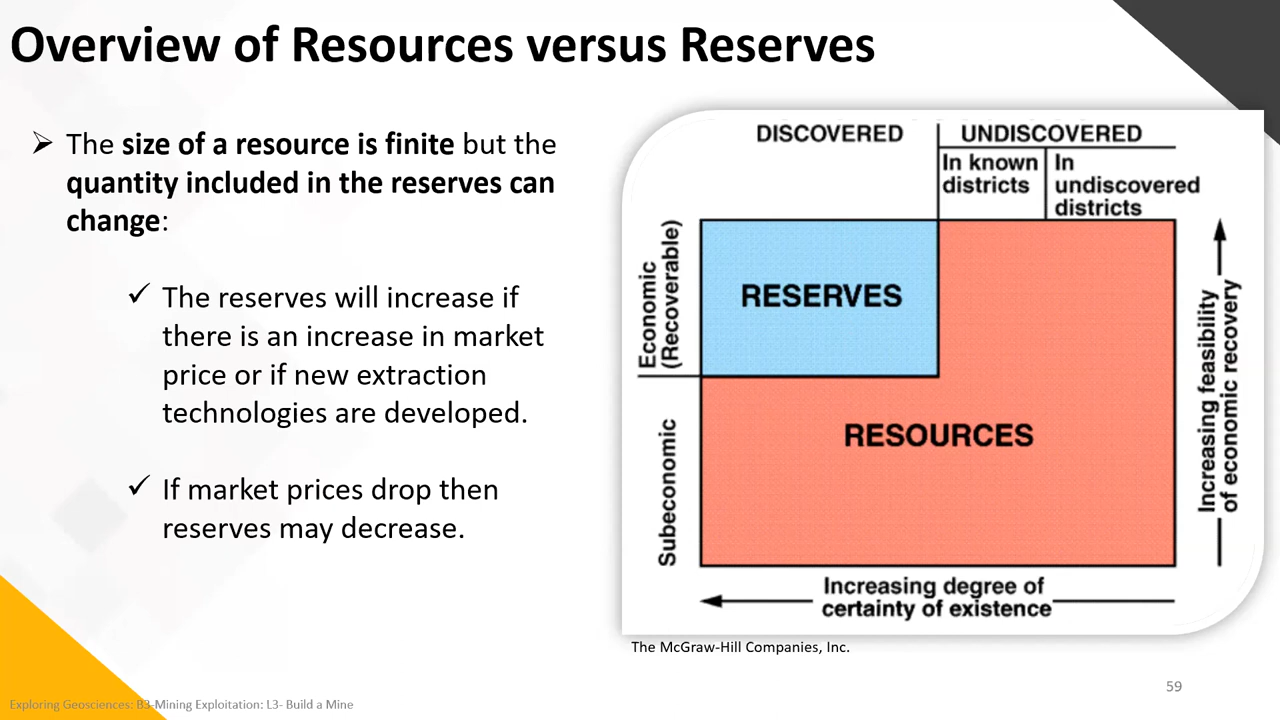 Overview of Resources versus Reserves
➢ The size of a resource is finite but the
quantity included in the reserves can
change:
✓ The reserves will increase if
there is an increase in market
price or if new extraction
technologies are developed.
✓ If market prices drop then
reserves may decrease.
DISCOVERED
UNDISCOVERED
In known
districts
In
undiscovered
districts
Economic
(Recoverable)
Subeconomic
RESERVES
RESOURCES
Increasing feasibility
of economic recovery
Increasing degree of
certainty of existence
The McGraw-Hill Companies, Inc.
59
Exploring Geosciences: B3-Mining Exploitation: L3- Build a Mine